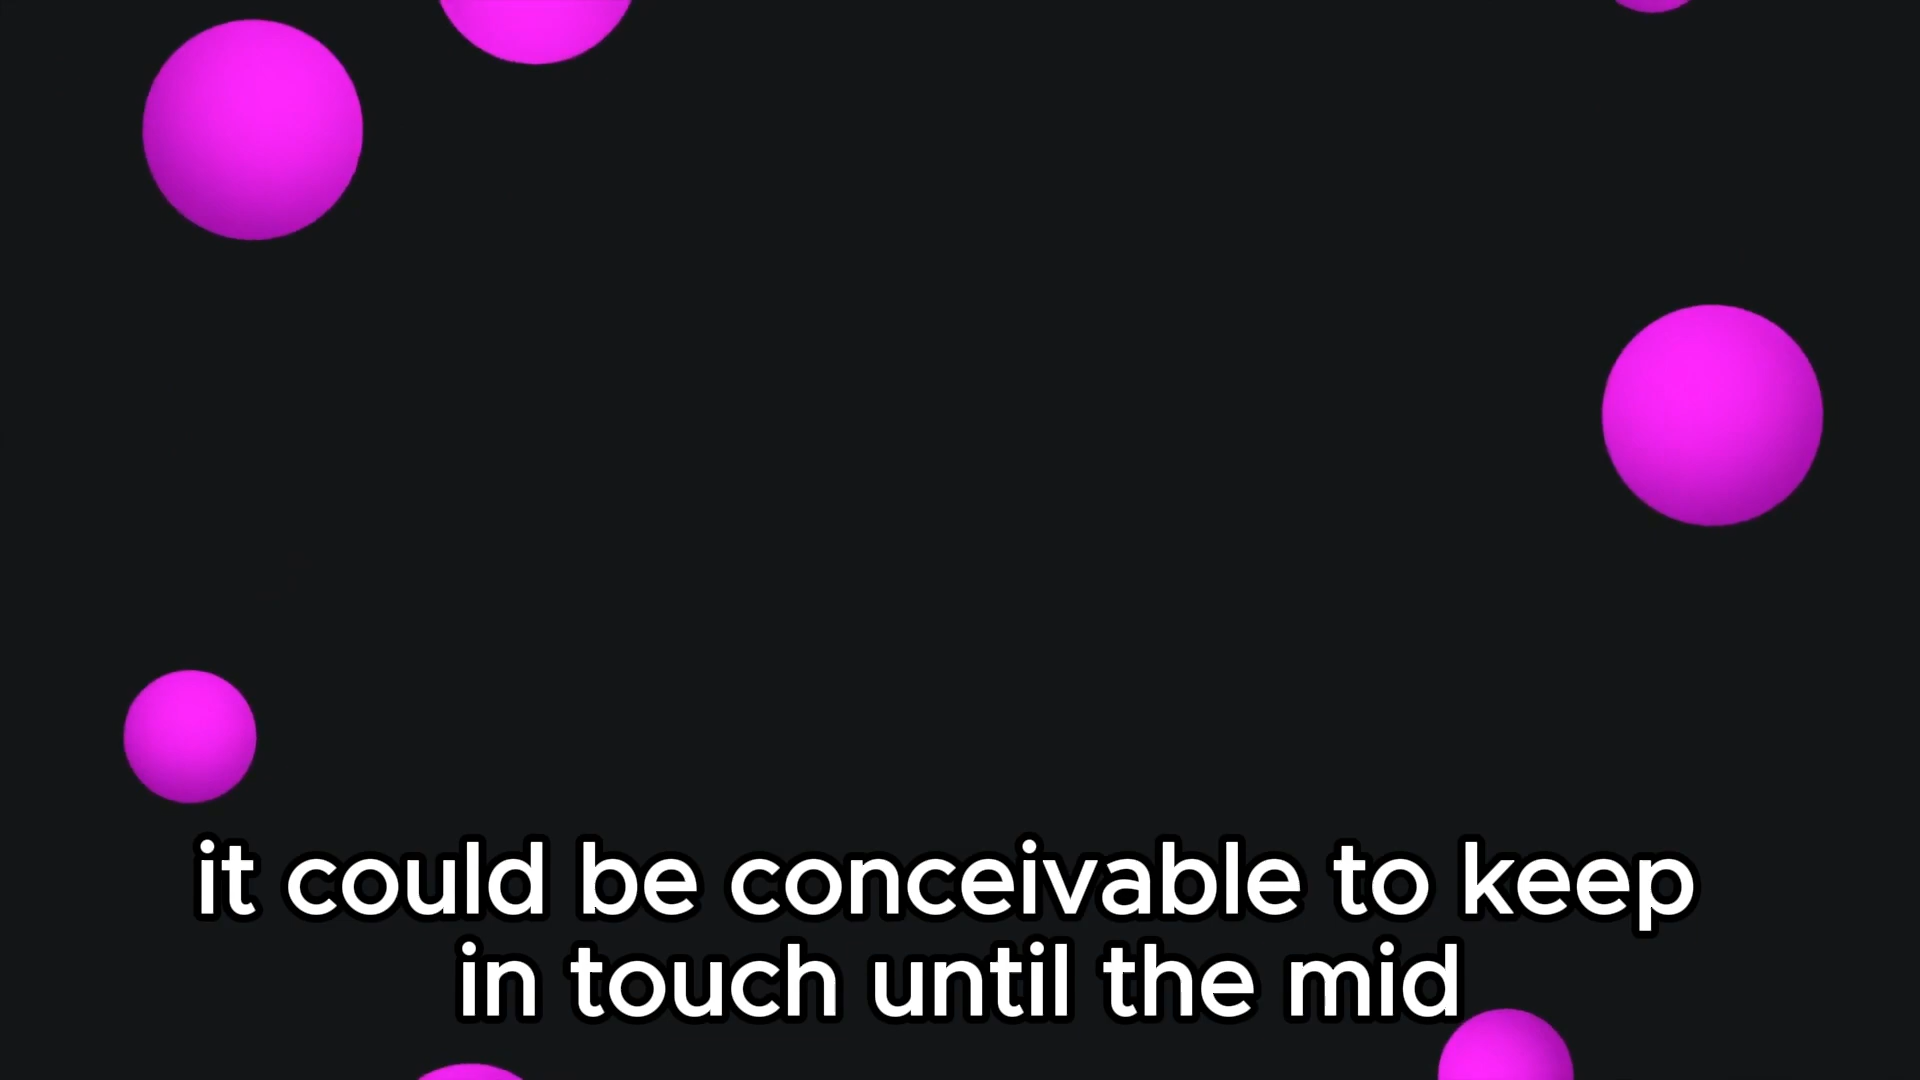 it could be conceivable to keep
in touch until the mid